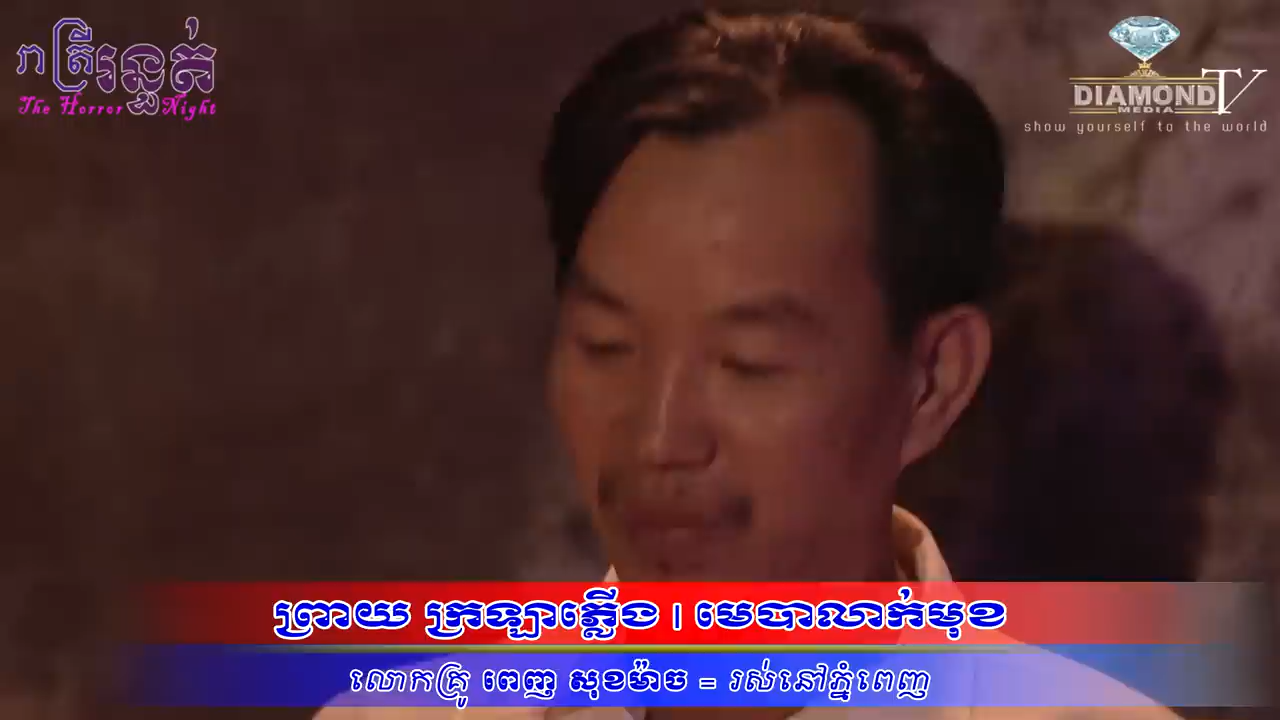 រាត្រីរន្ធត់
The Horror Night
DIAMOND TV
MEDIA
show yourself to the world
ព្រាយ ក្រឡាភ្លើង | មេបាលាក់មុខ
លោកគ្រូ ពេញ សុខម៉ាច = រស់នៅភ្នំពេញ